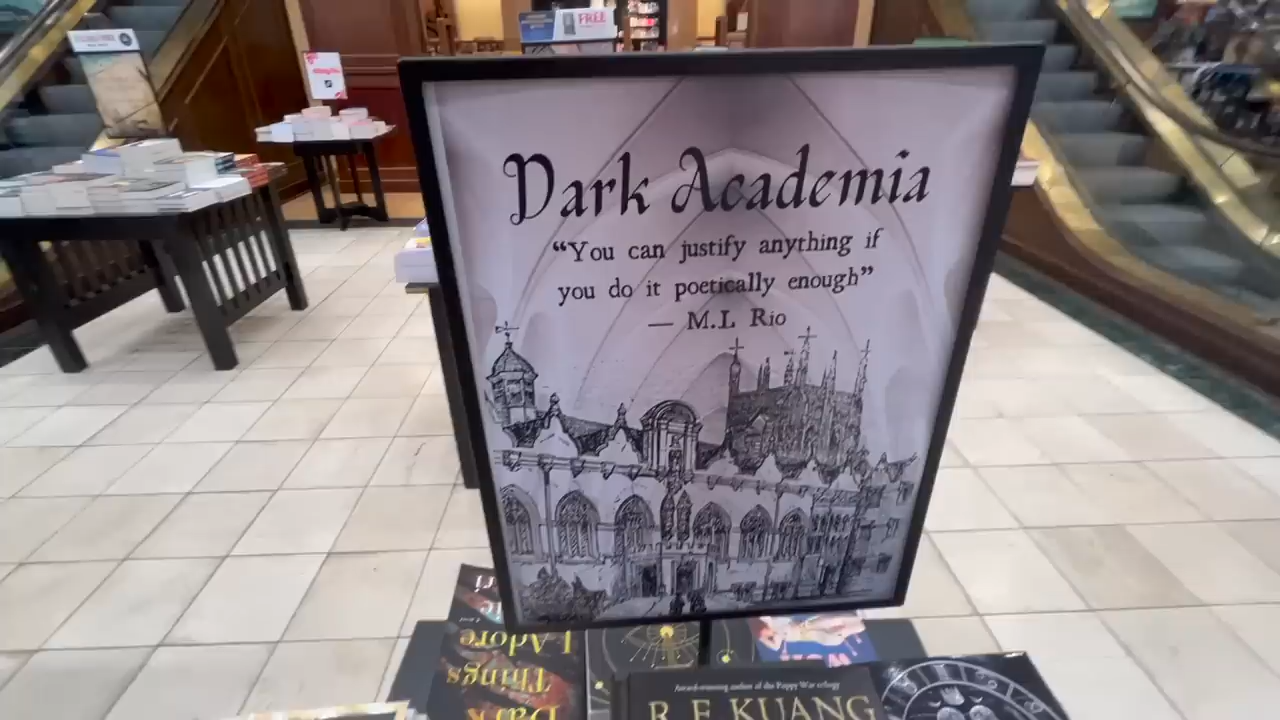 FREE
Dark Academia
“You can justify anything if
you do it poetically enough”
— M.L Rio
I Adore
Things
Dark
Award-winning author of the Poppy War trilogy
R. F. KUANG